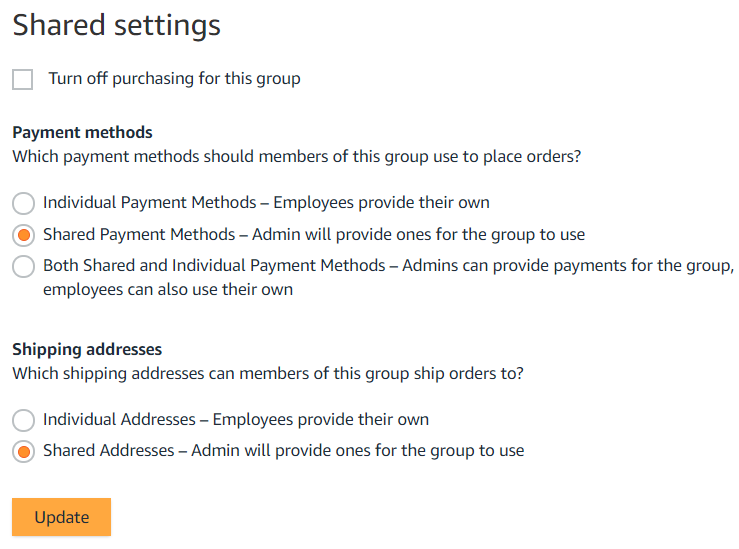 Shared settings
Turn off purchasing for this group
Payment methods
Which payment methods should members of this group use to place orders?
Individual Payment Methods – Employees provide their own
Shared Payment Methods – Admin will provide ones for the group to use
Both Shared and Individual Payment Methods – Admins can provide payments for the group,
employees can also use their own
Shipping addresses
Which shipping addresses can members of this group ship orders to?
Individual Addresses – Employees provide their own
Shared Addresses – Admin will provide ones for the group to use
Update